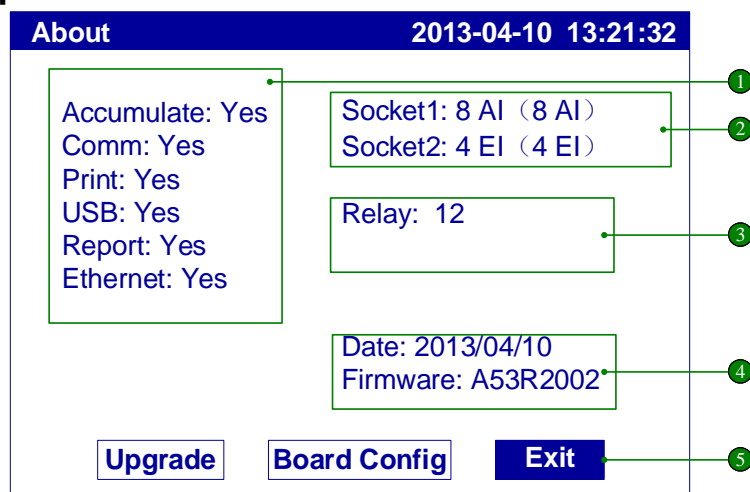 About 2013-04-10 13:21:32
Accumulate: Yes
Comm: Yes
Print: Yes
USB: Yes
Report: Yes
Ethernet: Yes
Socket1: 8 AI（8 AI）
Socket2: 4 EI（4 EI）
Relay: 12
Date: 2013/04/10
Firmware: A53R2002
Upgrade Board Config Exit
1
2
3
4
5